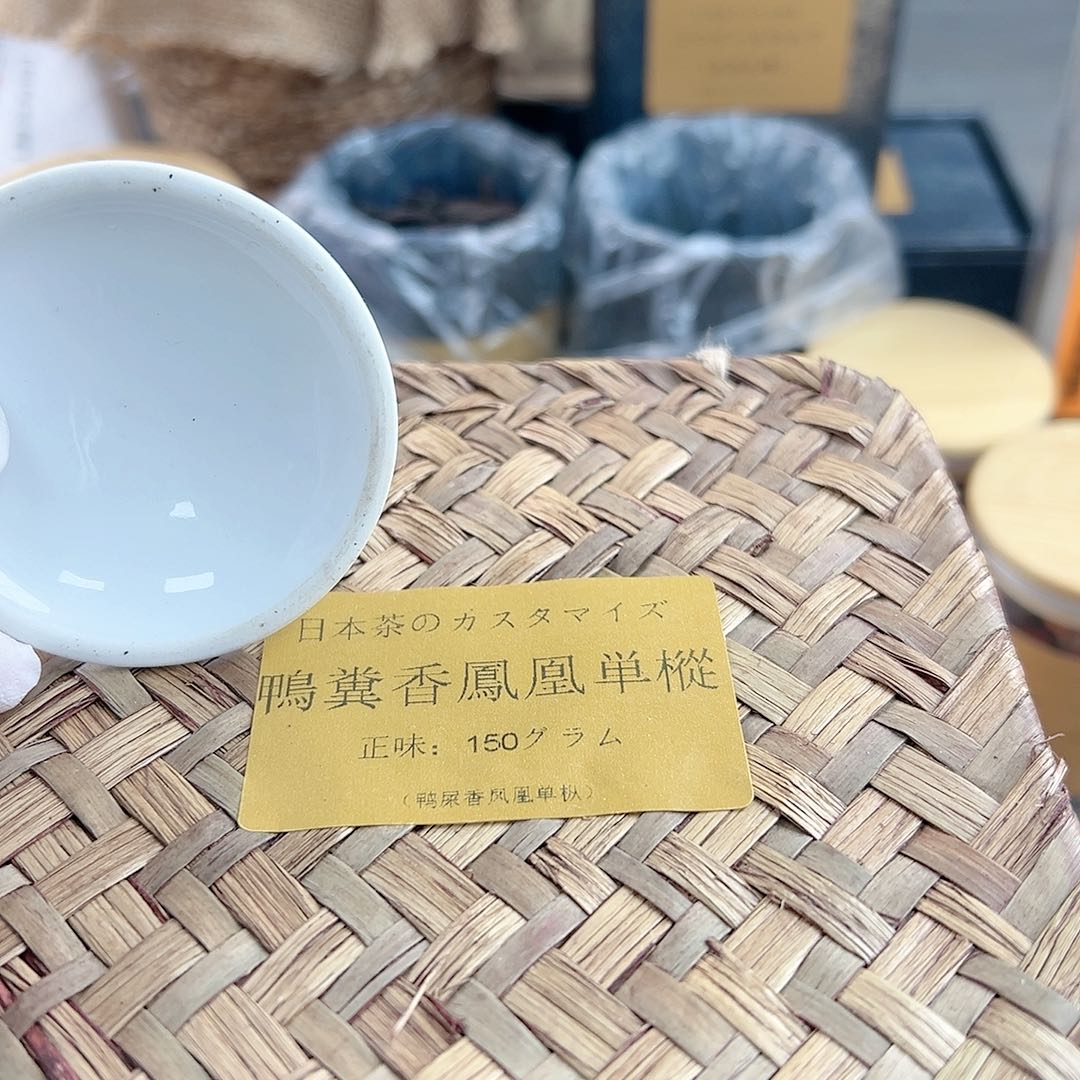 日本茶のカスタマイズ
鴨糞香鳳凰単樅
正味：150グラム
（鸭屎香凤凰单枞）